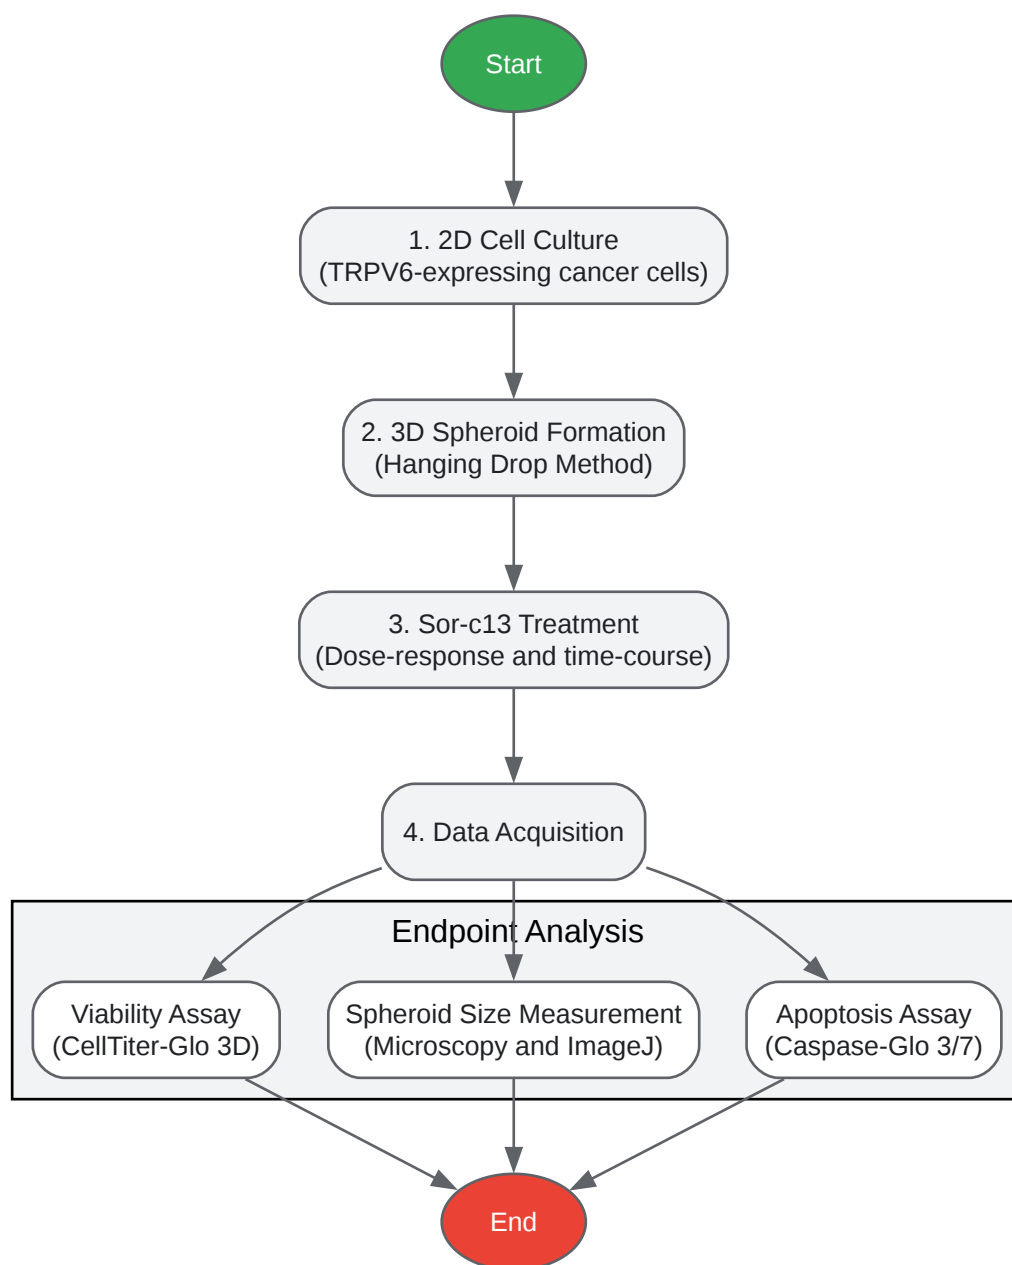 Start
1. 2D Cell Culture
(TRPV6-expressing cancer cells)
2. 3D Spheroid Formation
(Hanging Drop Method)
3. Sor-c13 Treatment
(Dose-response and time-course)
4. Data Acquisition
Endpoint Analysis
Viability Assay
(CellTiter-Glo 3D)
Spheroid Size Measurement
(Microscopy and ImageJ)
Apoptosis Assay
(Caspase-Glo 3/7)
End